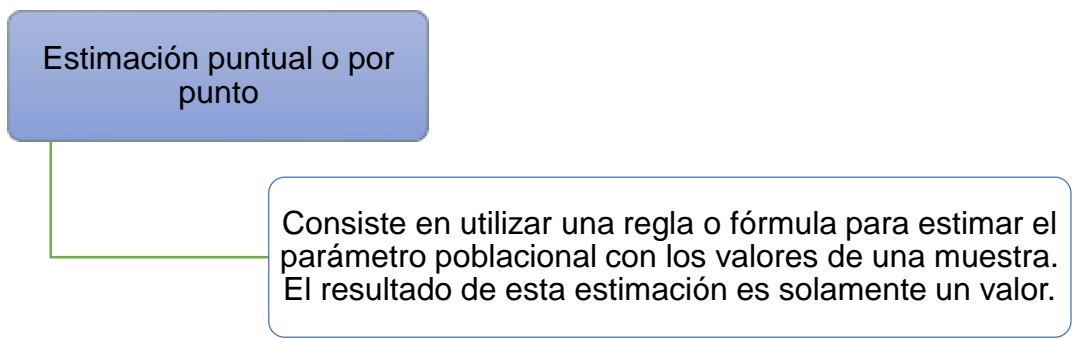 Estimación puntual o por
punto
Consiste en utilizar una regla o fórmula para estimar el
parámetro poblacional con los valores de una muestra.
El resultado de esta estimación es solamente un valor.